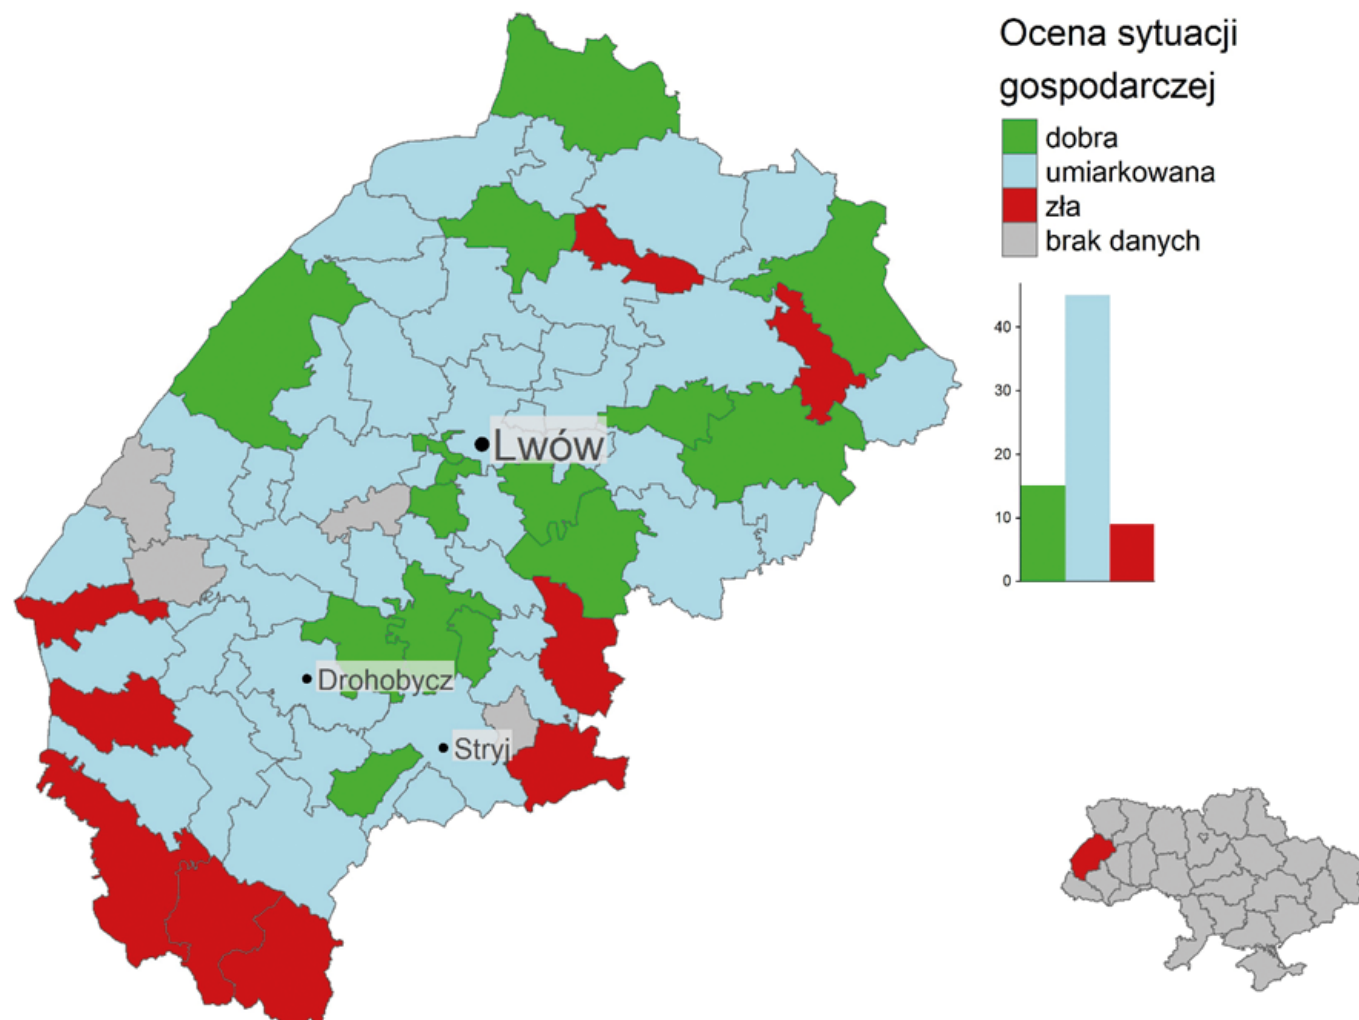 Ocena sytuacji
gospodarczej
dobra
umiarkowana
zła
brak danych
40
30
20
10
0
Lwów
Drohobycz
Stryj